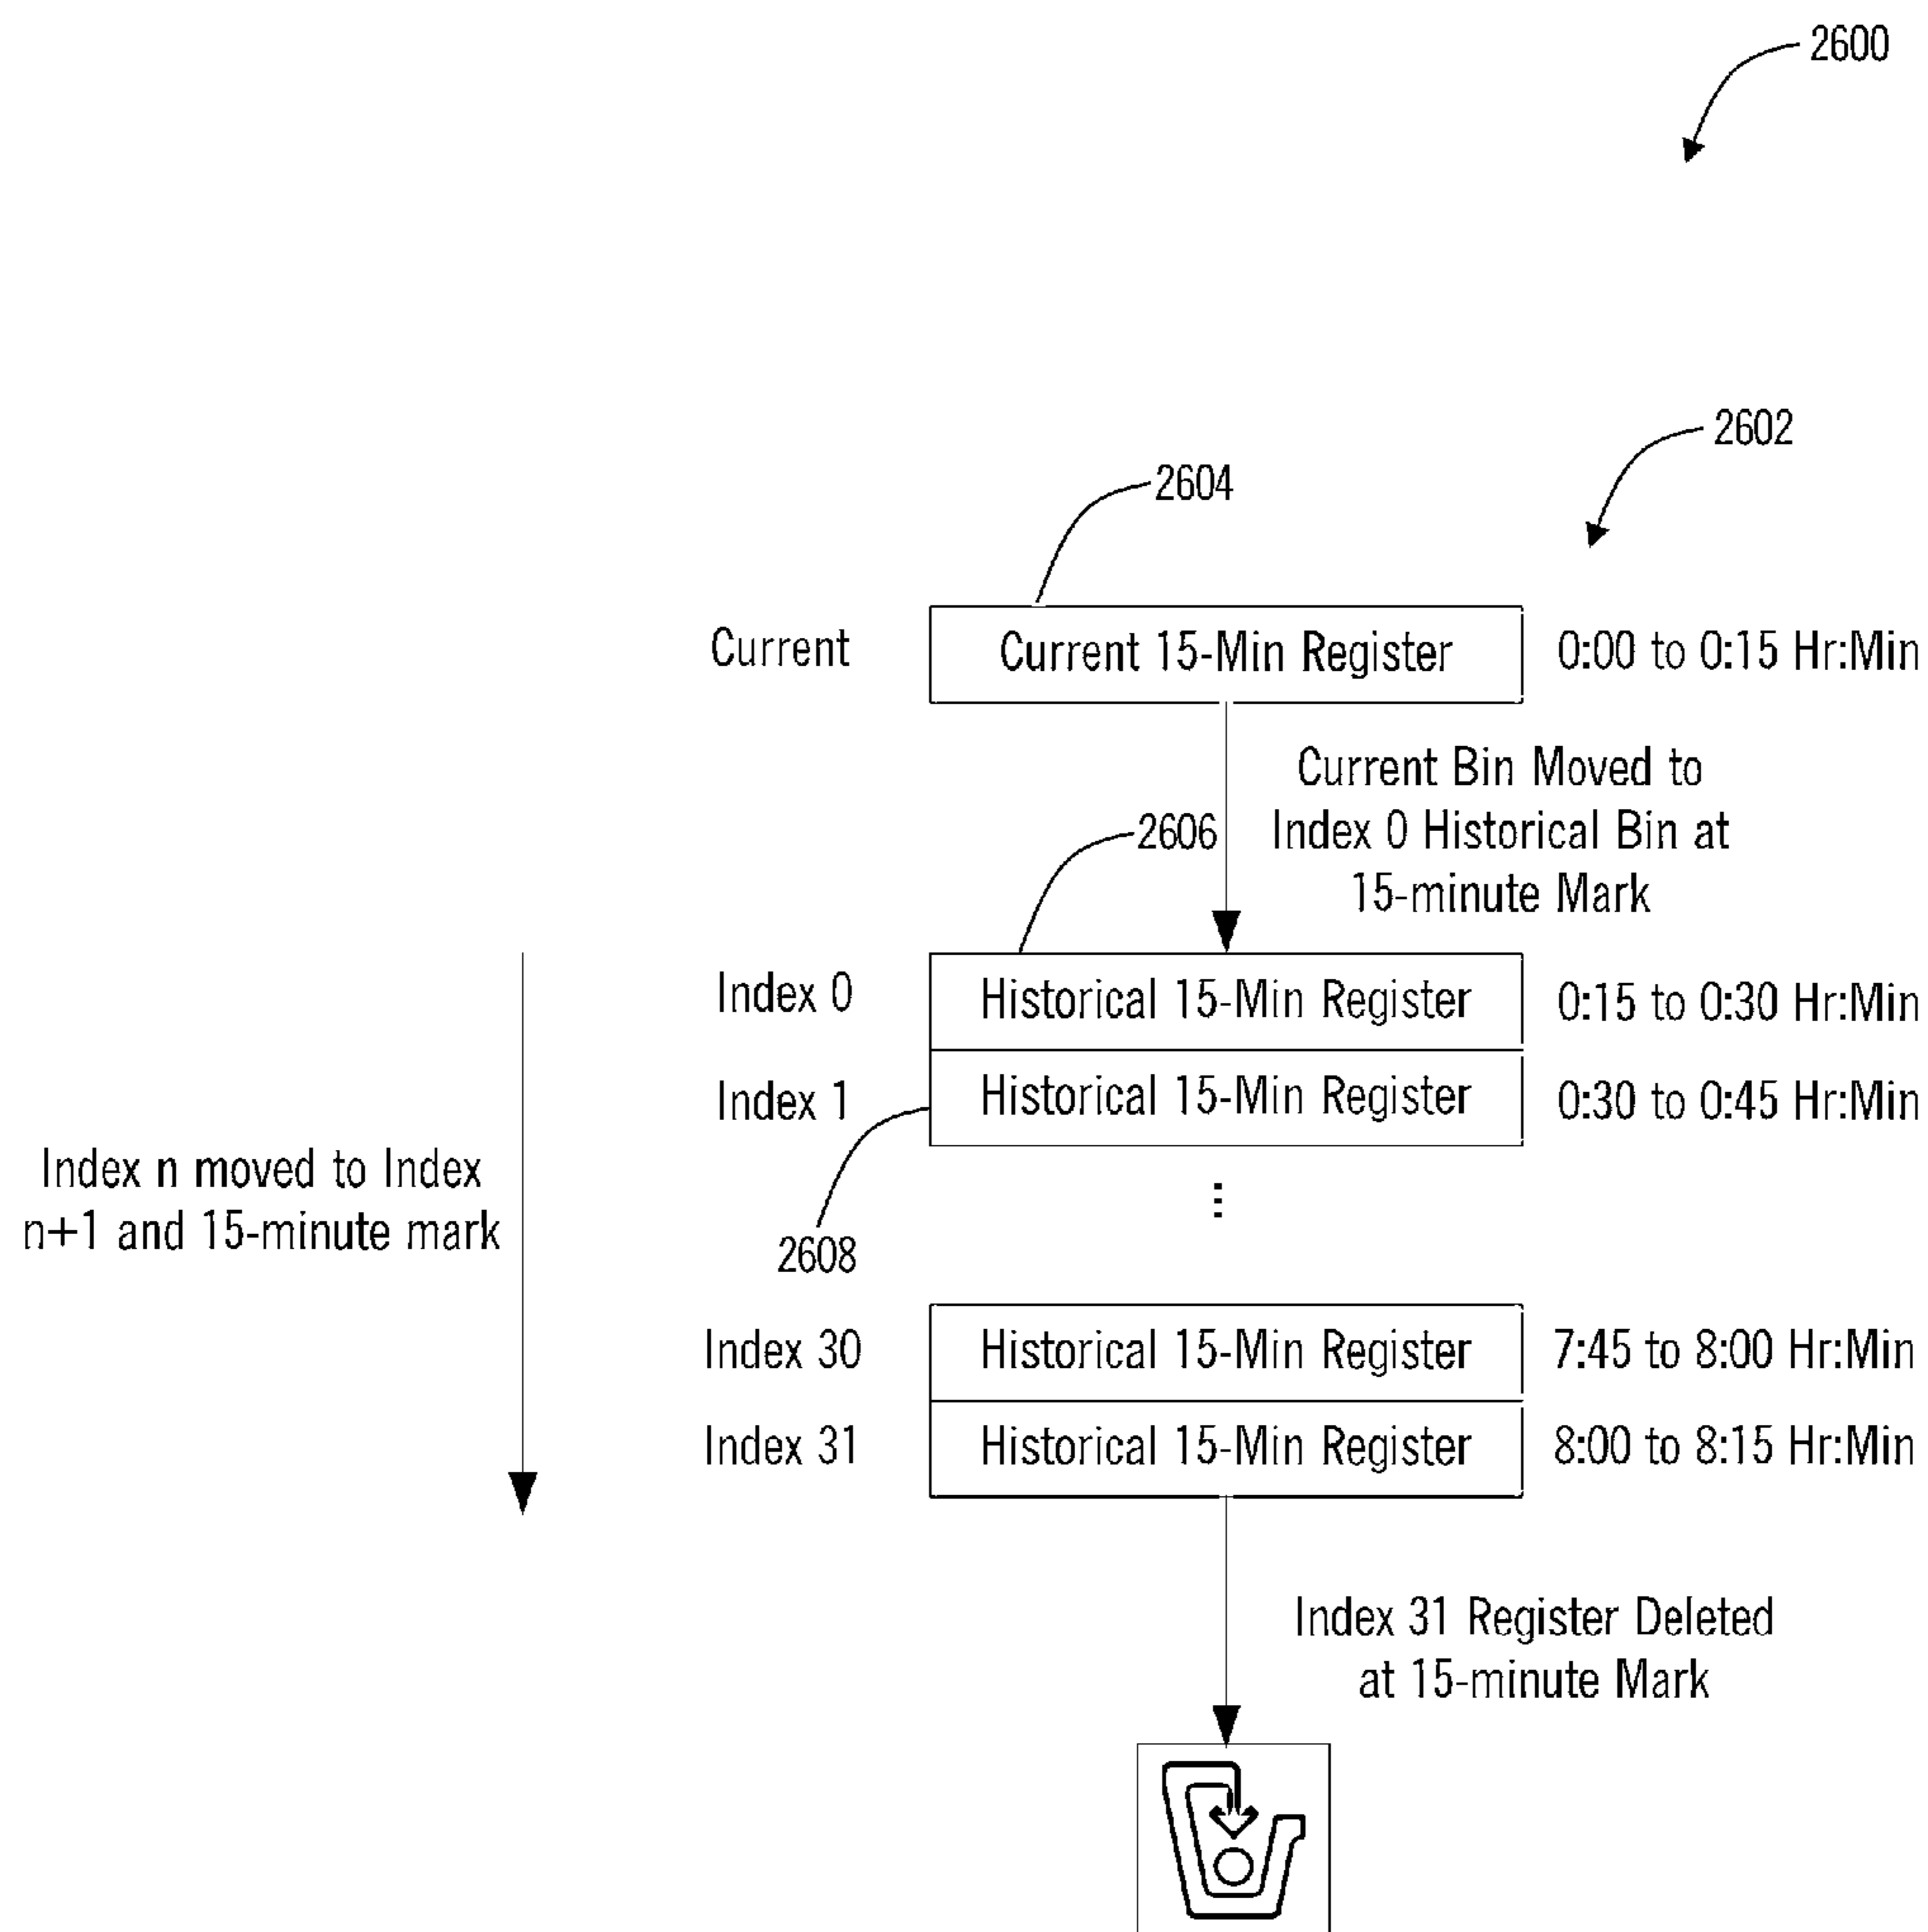 2600
2602
2604
Current
Current 15-Min Register
0:00 to 0:15 Hr:Min
Current Bin Moved to
Index 0 Historical Bin at
15-minute Mark
2606
Index 0
Historical 15-Min Register
0:15 to 0:30 Hr:Min
Index 1
Historical 15-Min Register
0:30 to 0:45 Hr:Min
Index n moved to Index
n+1 and 15-minute mark
2608
Index 30
Historical 15-Min Register
7:45 to 8:00 Hr:Min
Index 31
Historical 15-Min Register
8:00 to 8:15 Hr:Min
Index 31 Register Deleted
at 15-minute Mark